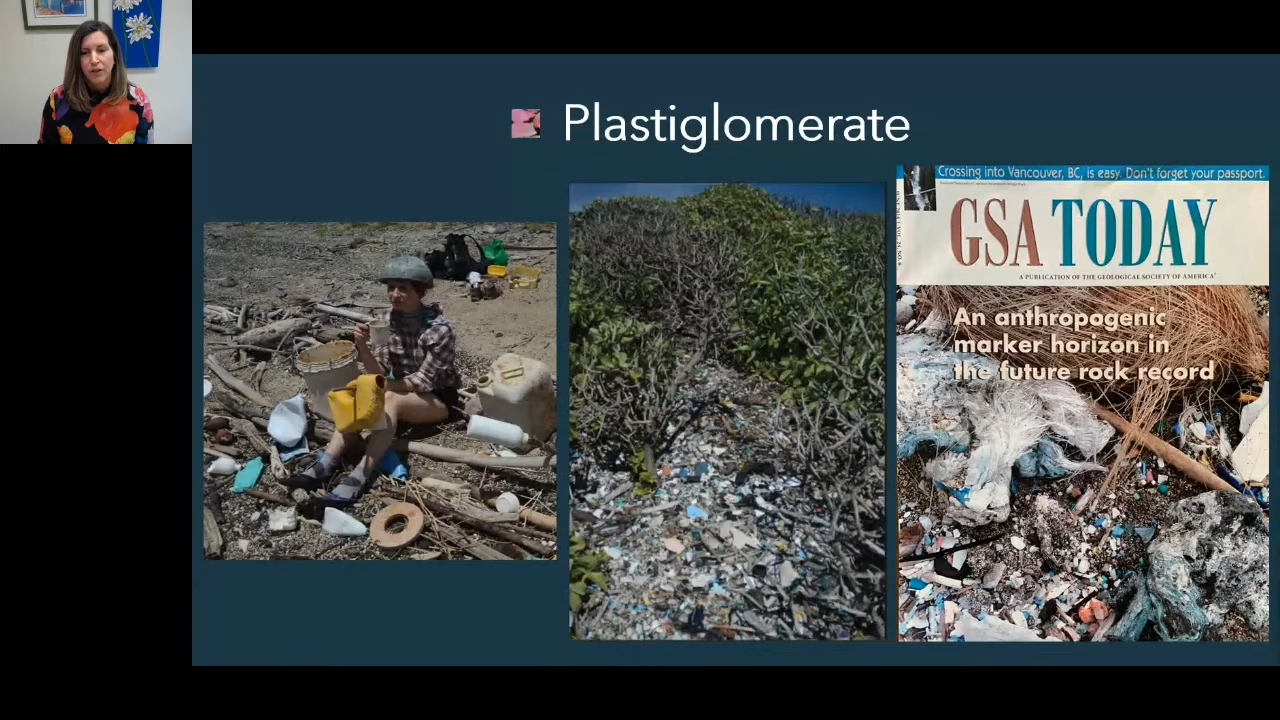 Plastiglomerate
Crossing into Vancouver, BC, is easy. Don't forget your passport.
GSA TODAY
A PUBLICATION OF THE GEOLOGICAL SOCIETY OF AMERICA
An anthropogenic
marker horizon in
the future rock record